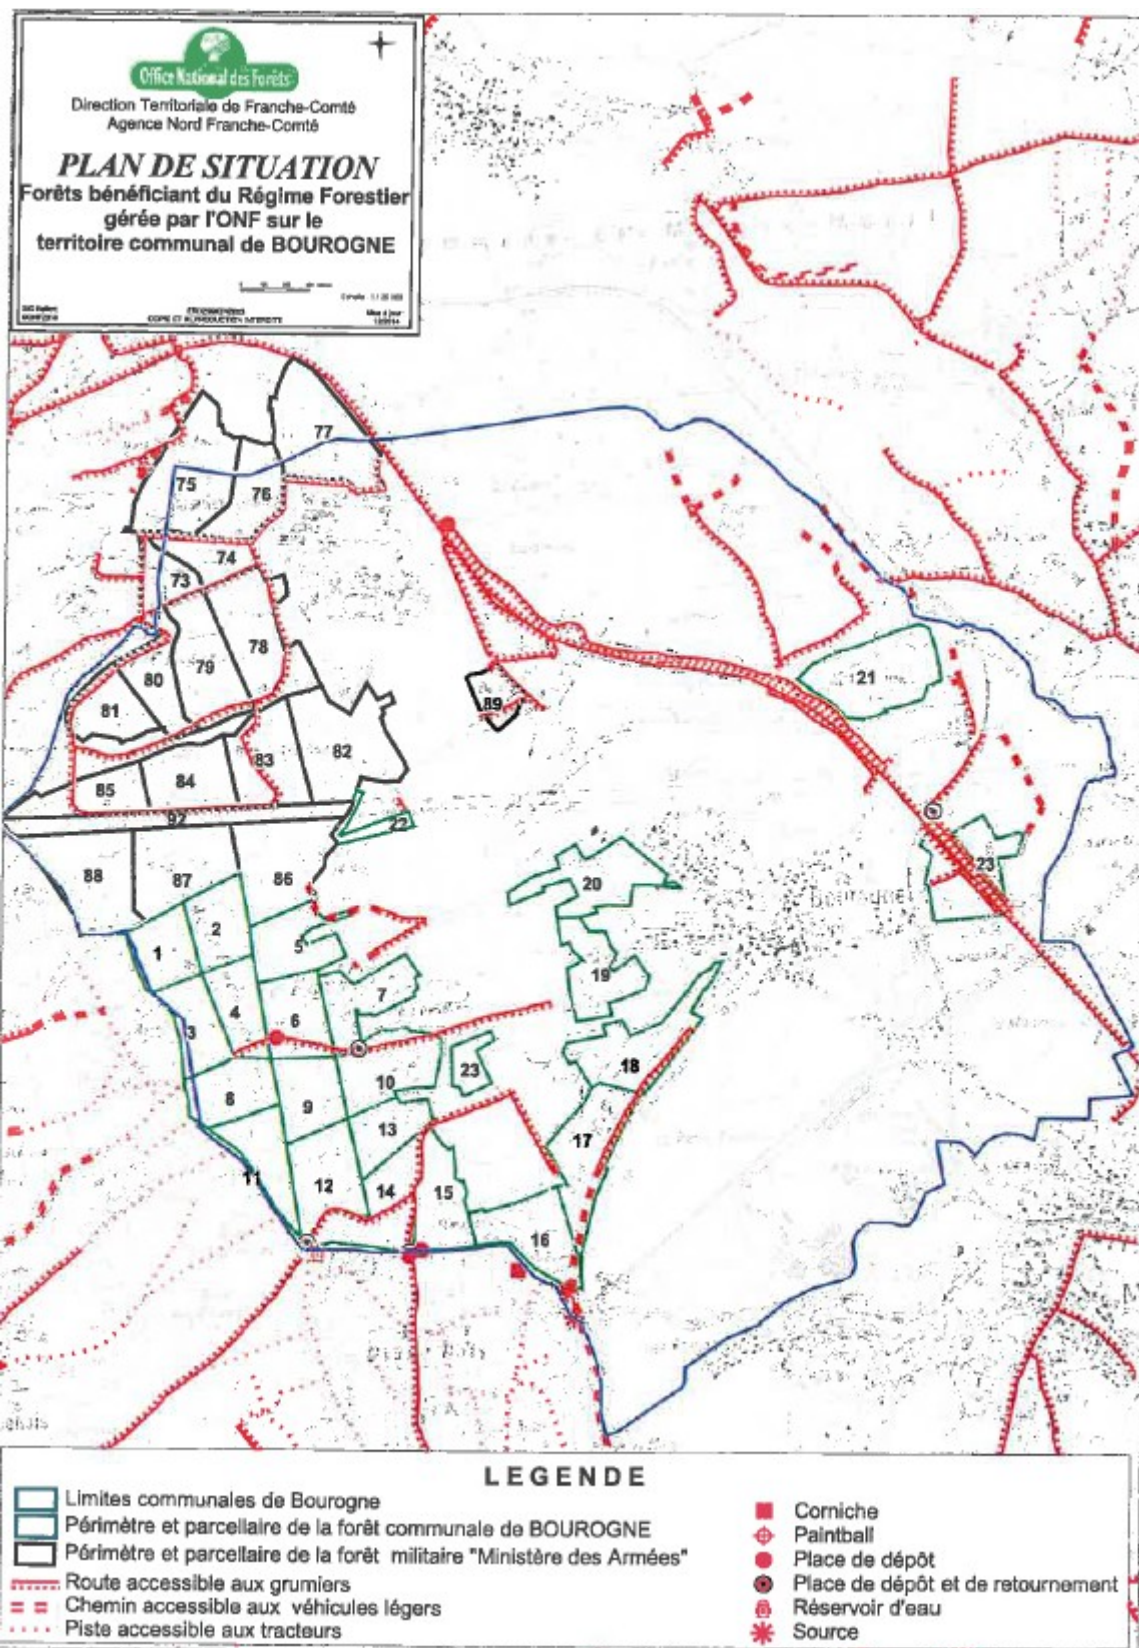 Office National des Forêts
Direction Territoriale de Franche-Comté
Agence Nord Franche-Comté
PLAN DE SITUATION
Forêts bénéficiant du Régime Forestier
gérée par l'ONF sur le
territoire communal de BOUROGNE
COPIE ET REPRODUCTION INTERDITE
77
75
76
74
73
78
79
80
81
89
21
82
83
84
85
92
22
88
87
86
23
20
2
1
5
19
7
4
6
3
18
23
10
8
9
13
17
11
12
14
15
16
LEGENDE
Limites communales de Bourogne
Périmètre et parcellaire de la forêt communale de BOUROGNE
Périmètre et parcellaire de la forêt militaire "Ministère des Armées"
Route accessible aux grumiers
Chemin accessible aux véhicules légers
Piste accessible aux tracteurs
Corniche
Paintball
Place de dépôt
Place de dépôt et de retournement
Réservoir d'eau
Source